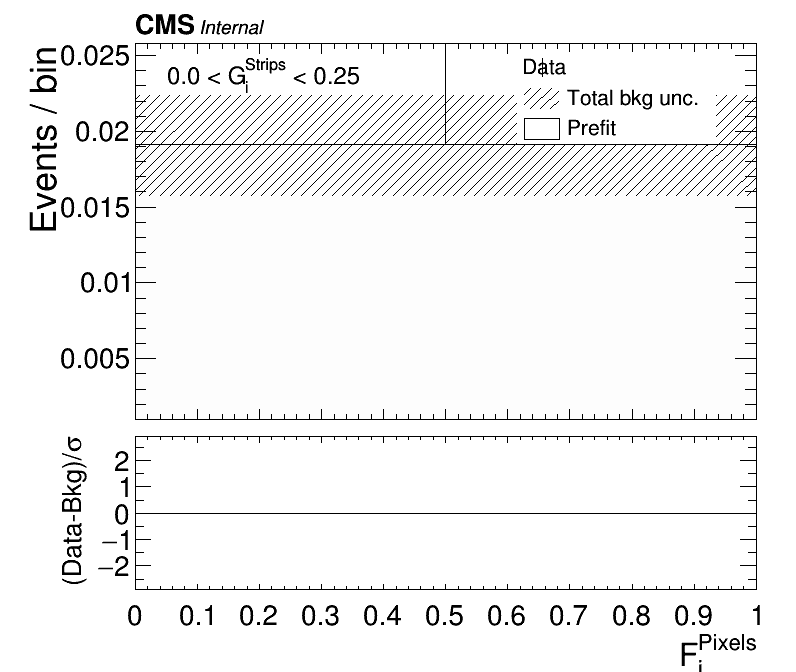 CMS Internal
0.0 < G_i^Strips < 0.25
Data
Total bkg unc.
Prefit
Events / bin
0.025
0.02
0.015
0.01
0.005
(Data-Bkg)/σ
2
1
0
−1
−2
0 0.1 0.2 0.3 0.4 0.5 0.6 0.7 0.8 0.9 1
F_i^Pixels